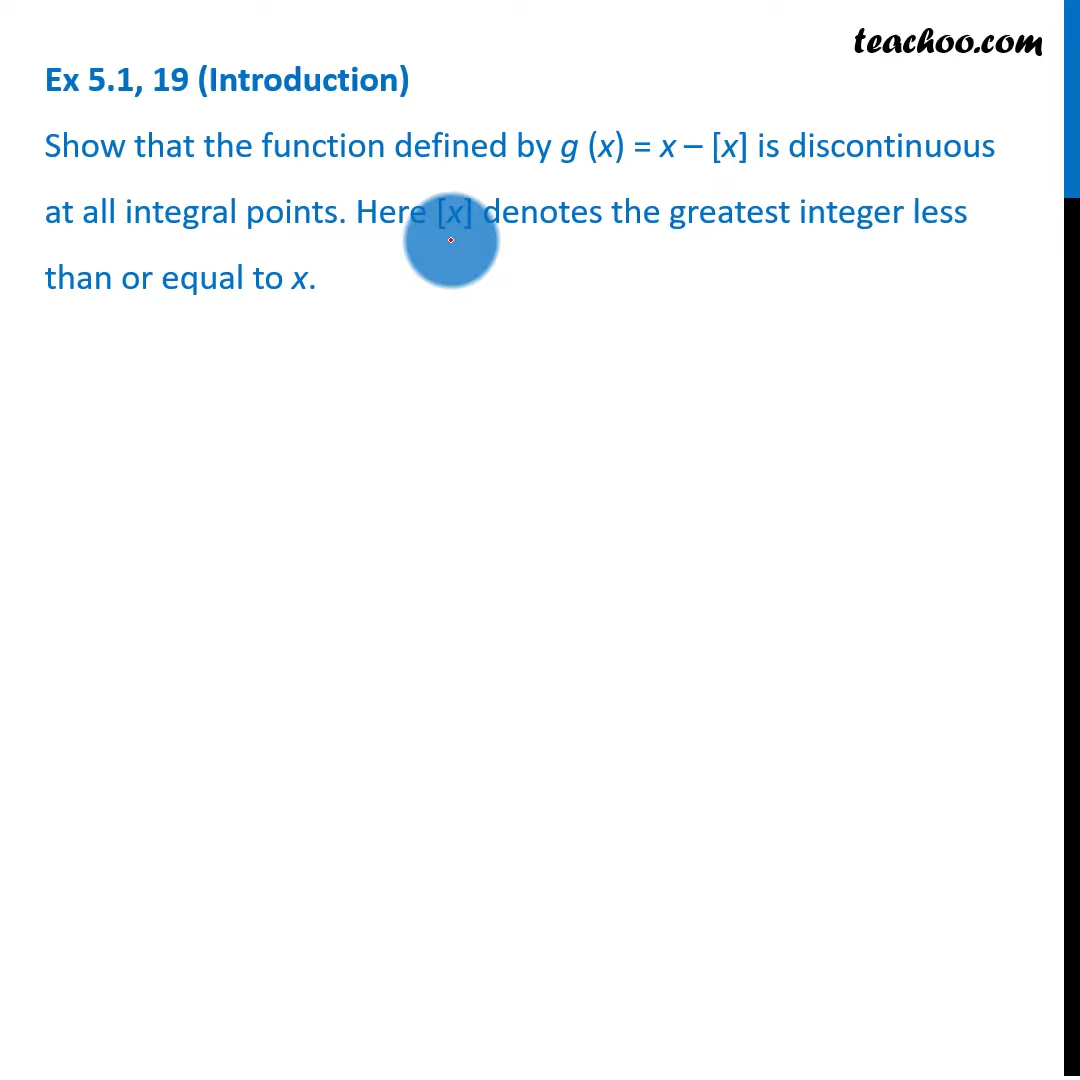 teachoo.com
Ex 5.1, 19 (Introduction)
Show that the function defined by g (x) = x – [x] is discontinuous
at all integral points. Here [x] denotes the greatest integer less
than or equal to x.